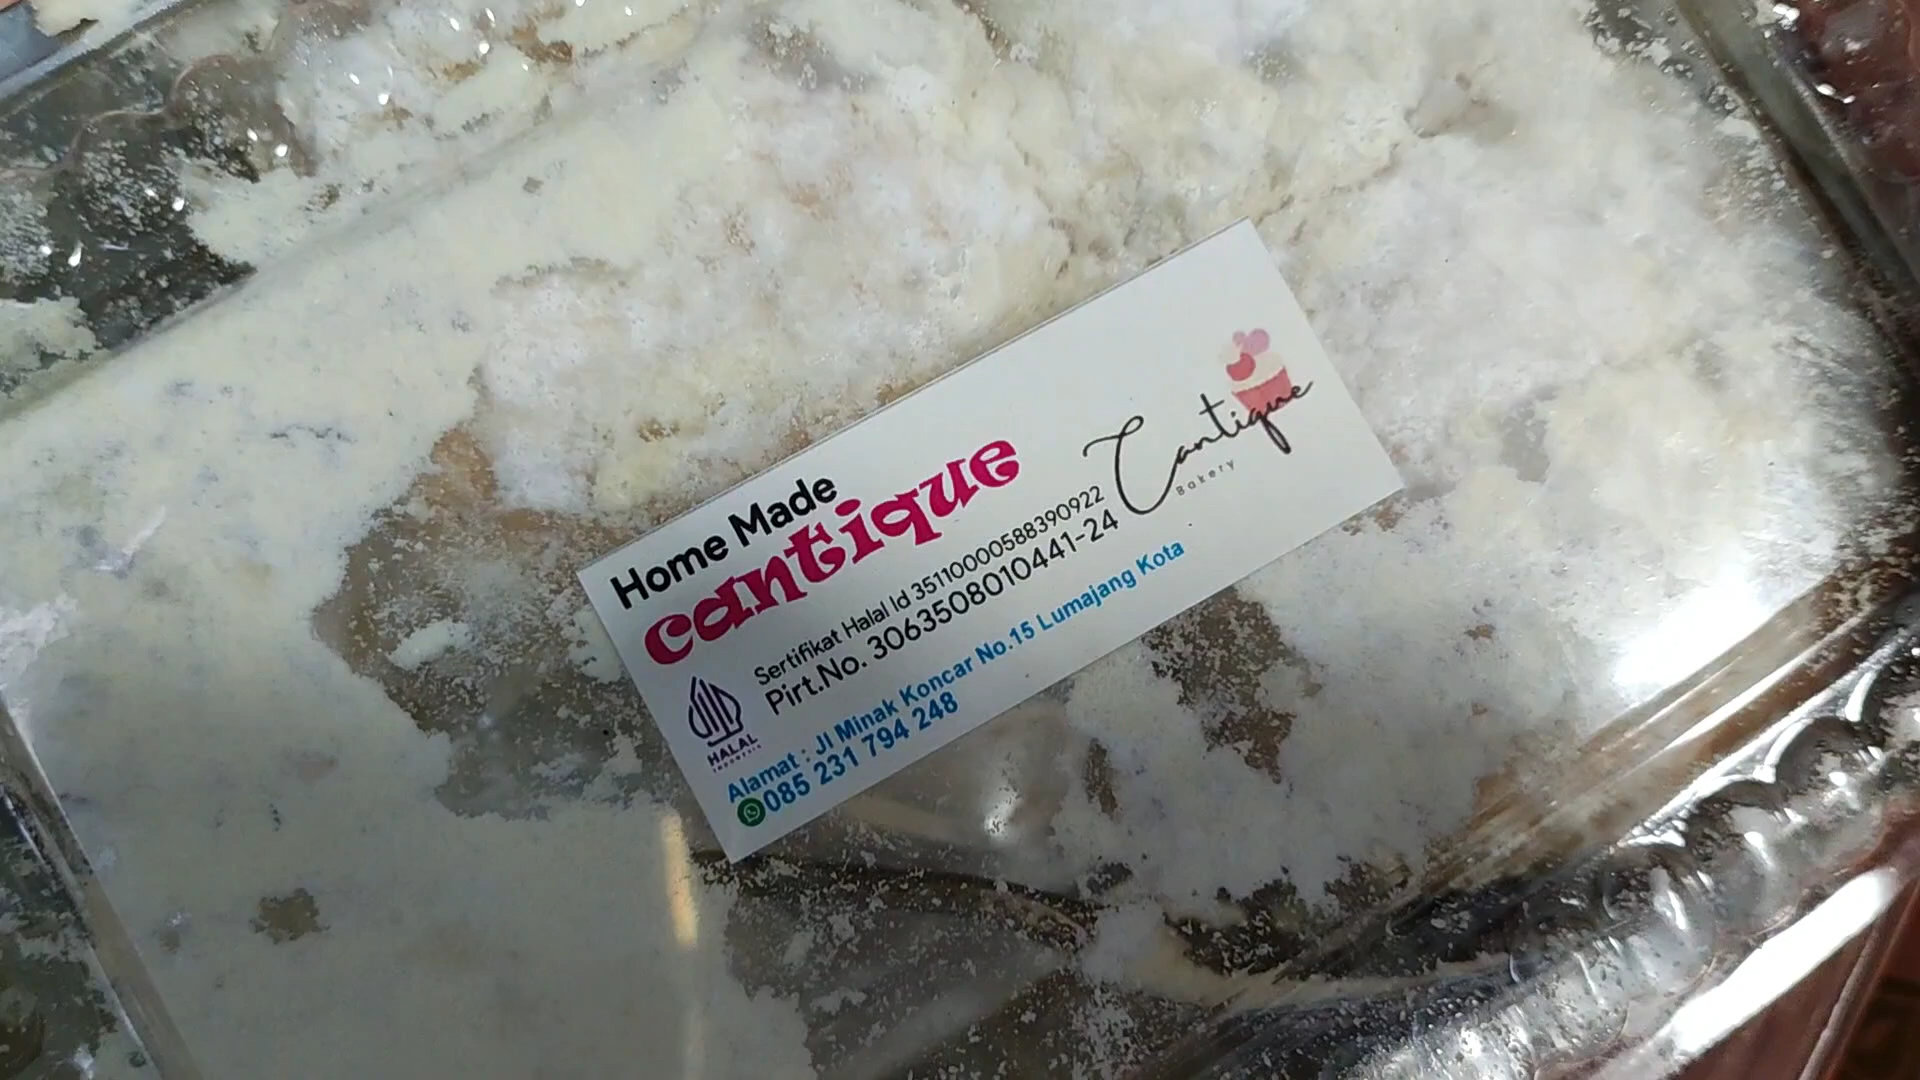 Home Made
cantique
Cantique
Bakery
Sertifikat Halal Id 35110000588390922
Pirt.No. 3063508010441-24
HALAL
INDONESIA
Alamat : Jl Minak Koncar No.15 Lumajang Kota
085 231 794 248